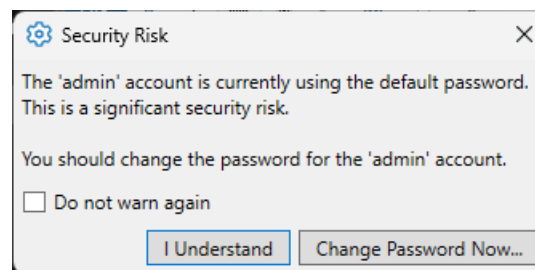 Security Risk
The 'admin' account is currently using the default password.
This is a significant security risk.
You should change the password for the 'admin' account.
Do not warn again
I Understand
Change Password Now...